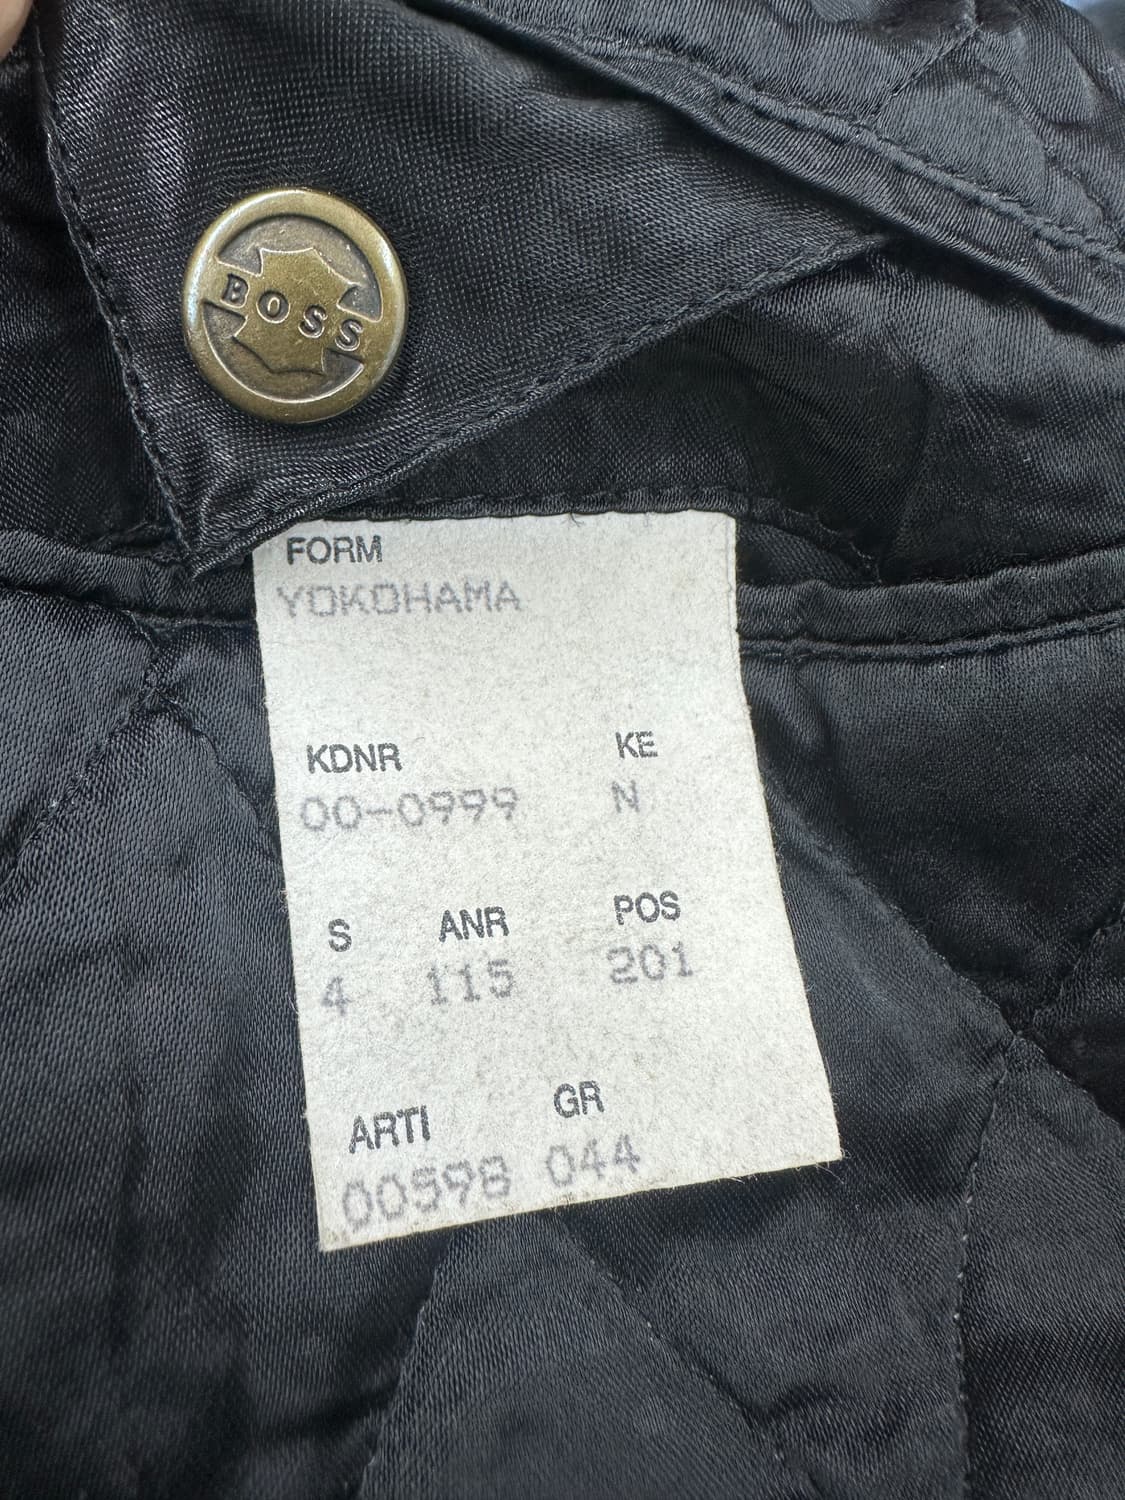 BOSS
FORM
YOKOHAMA
KDNR KE
00-0999 N
S ANR POS
4 115 201
ARTI GR
00598 044